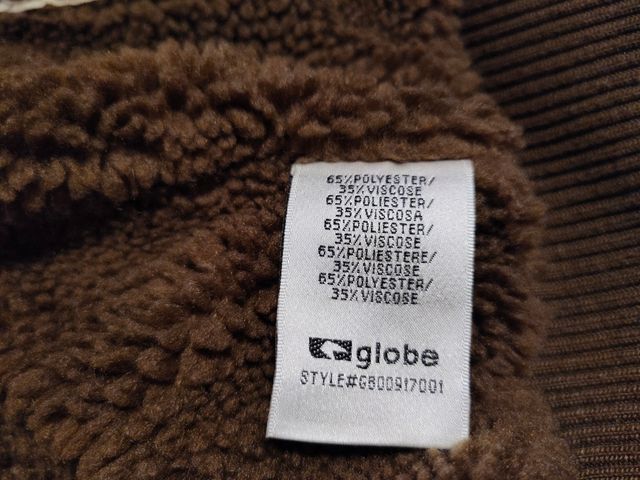 65%POLYESTER/
35%VISCOSE
65%POLIESTER/
35%VISCOSA
65%POLIESTER/
35%VISCOSE
65%POLIESTERE/
35%VISCOSE
65%POLYESTER/
35%VISCOSE
globe
STYLE#GB00917001